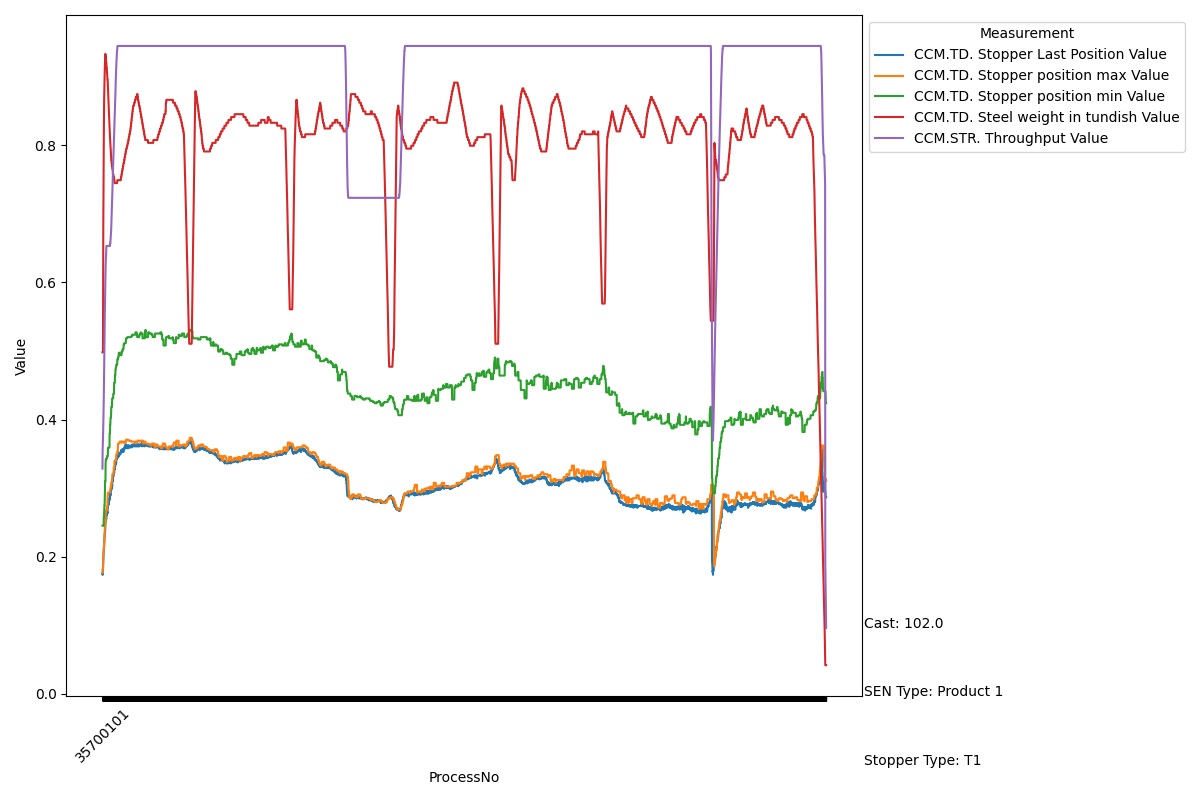 Measurement
CCM.TD. Stopper Last Position Value
CCM.TD. Stopper position max Value
CCM.TD. Stopper position min Value
CCM.TD. Steel weight in tundish Value
CCM.STR. Throughput Value
0.8
0.6
0.4
0.2
0.0
Value
35700101
ProcessNo
Cast: 102.0
SEN Type: Product 1
Stopper Type: T1